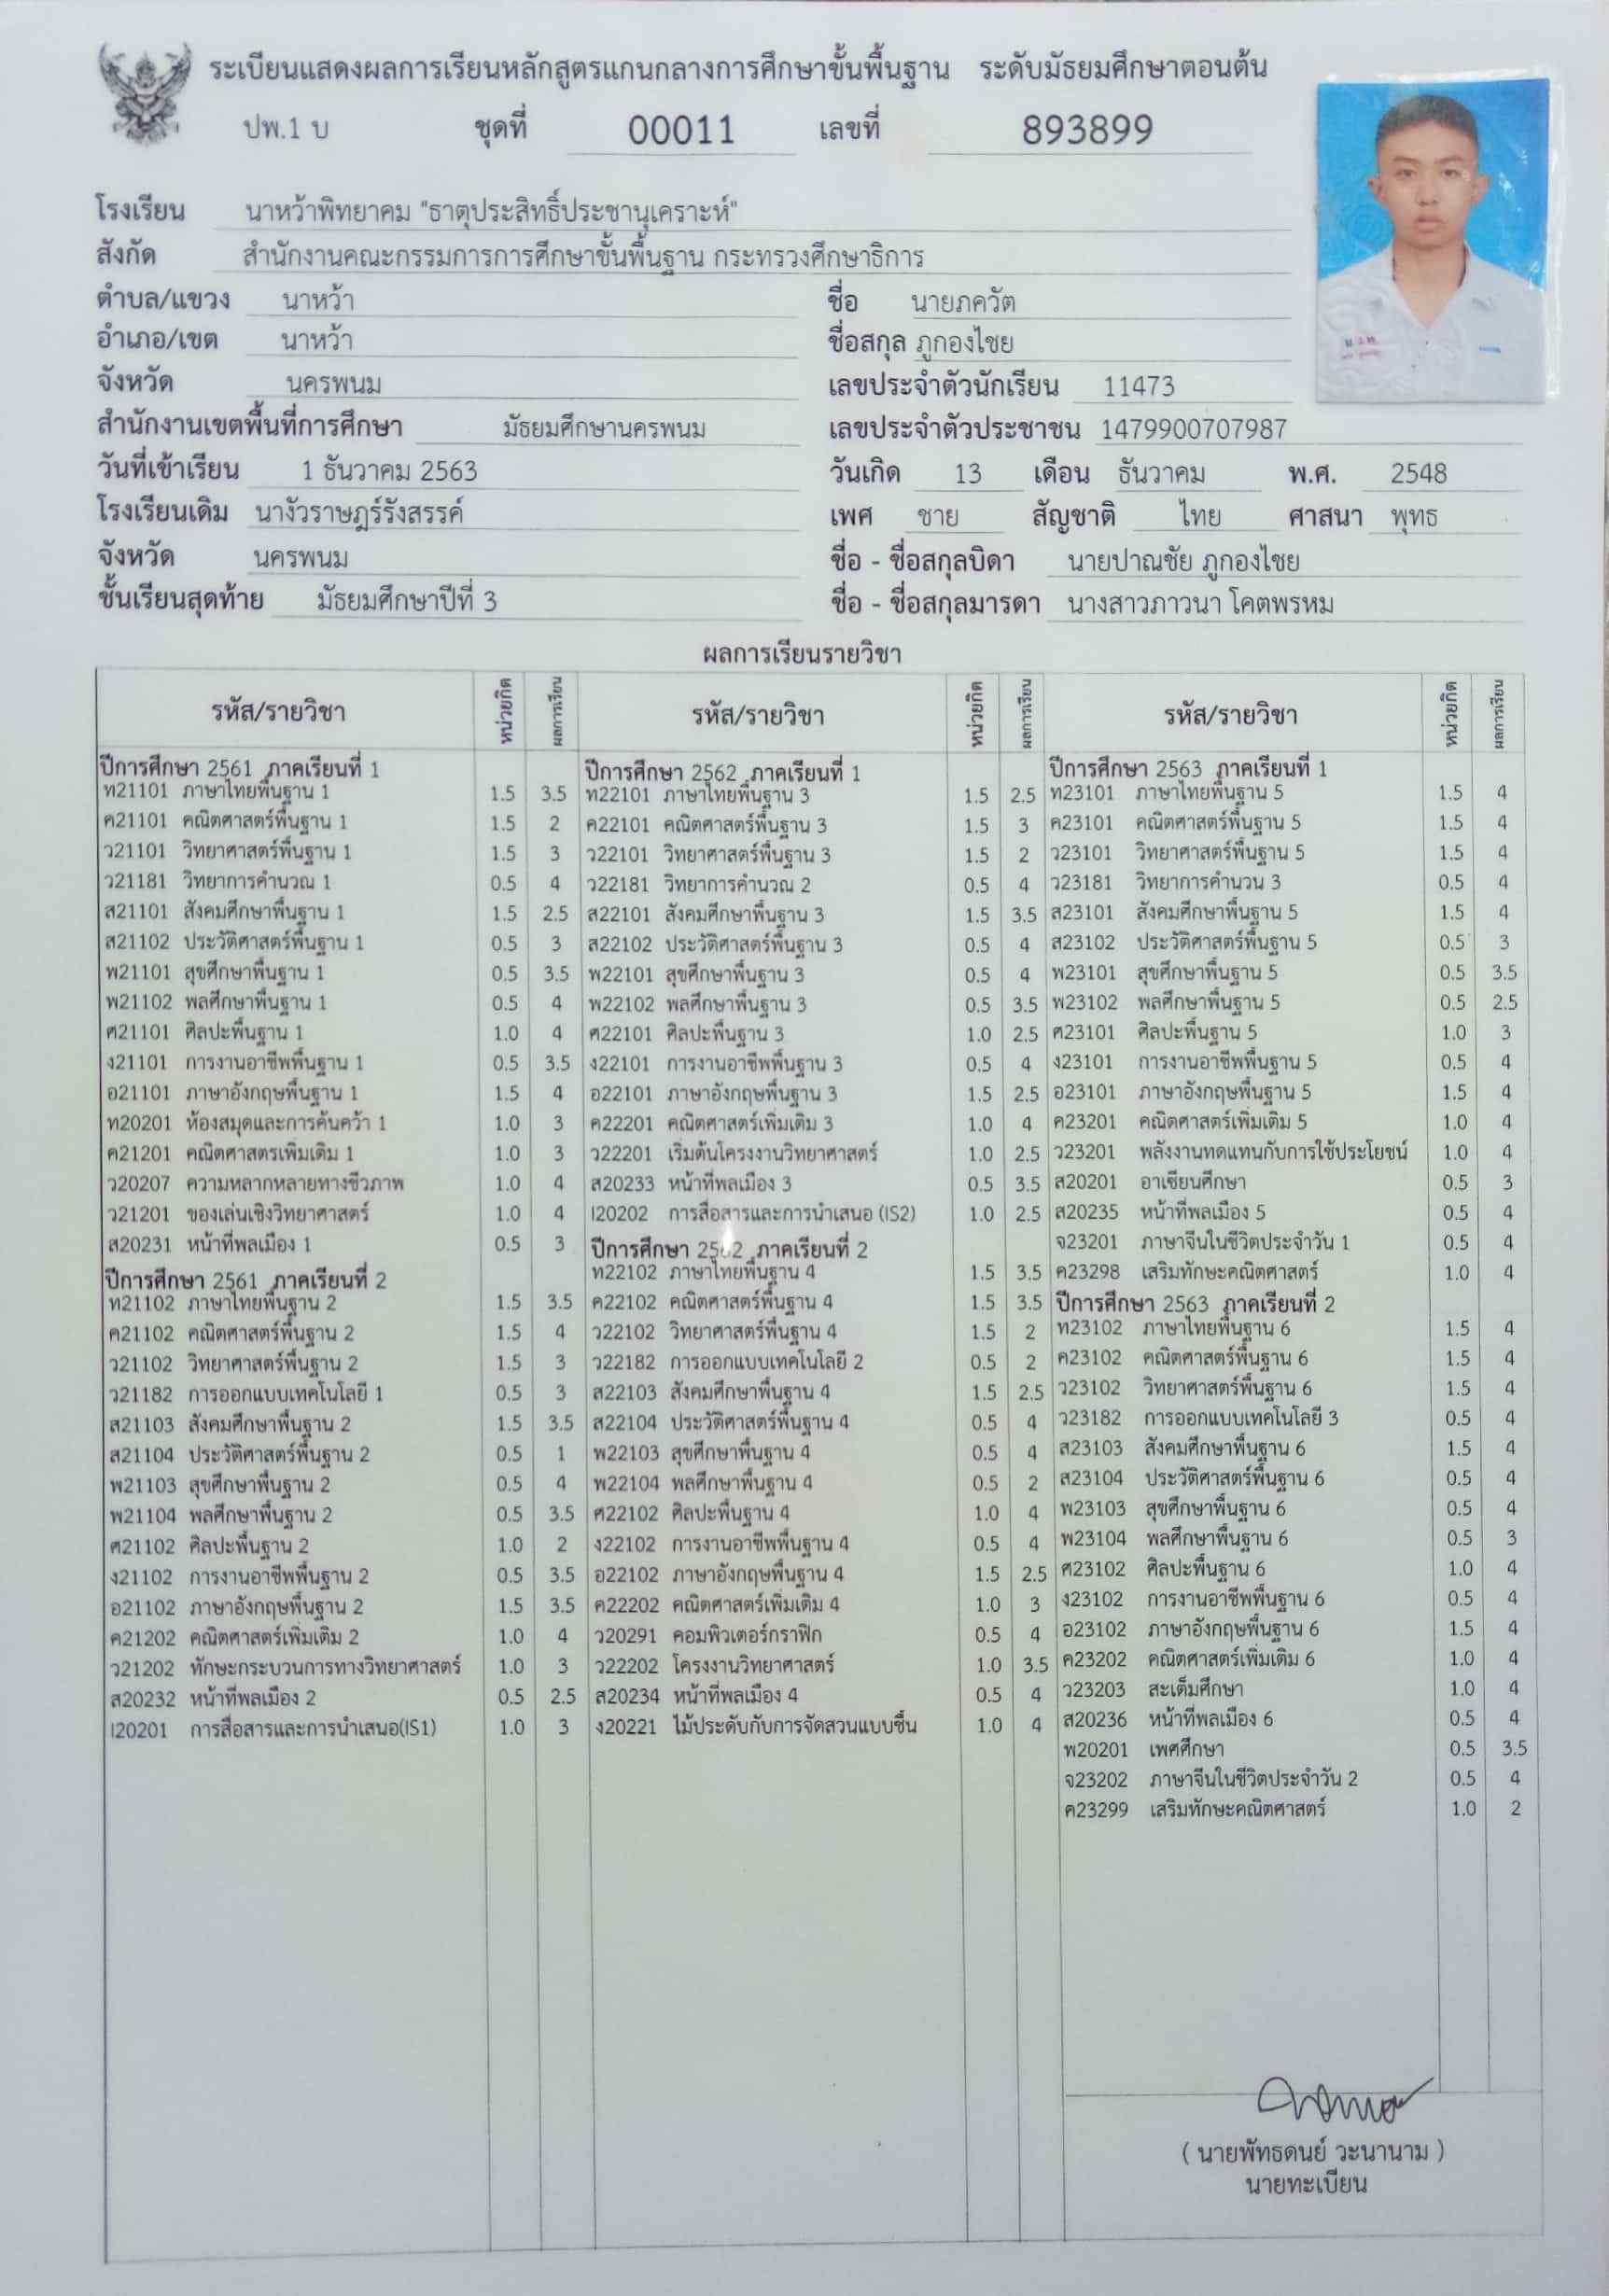 ระเบียนแสดงผลการเรียนหลักสูตรแกนกลางการศึกษาขั้นพื้นฐาน ระดับมัธยมศึกษาตอนต้น
ปพ.1 บ ชุดที่ 00011 เลขที่ 893899
โรงเรียน นาหว้าพิทยาคม "ธาตุประสิทธิ์ประชานุเคราะห์"
สังกัด สำนักงานคณะกรรมการการศึกษาขั้นพื้นฐาน กระทรวงศึกษาธิการ
ตำบล/แขวง นาหว้า
อำเภอ/เขต นาหว้า
จังหวัด นครพนม
สำนักงานเขตพื้นที่การศึกษา มัธยมศึกษานครพนม
วันที่เข้าเรียน 1 ธันวาคม 2563
โรงเรียนเดิม นางัวราษฎร์รังสรรค์
จังหวัด นครพนม
ชั้นเรียนสุดท้าย มัธยมศึกษาปีที่ 3
ชื่อ นายภควัต
ชื่อสกุล ภูกองไชย
เลขประจำตัวนักเรียน 11473
เลขประจำตัวประชาชน 1479900707987
วันเกิด 13 เดือน ธันวาคม พ.ศ. 2548
เพศ ชาย สัญชาติ ไทย ศาสนา พุทธ
ชื่อ - ชื่อสกุลบิดา นายปาณชัย ภูกองไชย
ชื่อ - ชื่อสกุลมารดา นางสาวภาวนา โคตพรหม
ผลการเรียนรายวิชา
รหัส/รายวิชา หน่วยกิต ผลการเรียน
ปีการศึกษา 2561 ภาคเรียนที่ 1
ท21101 ภาษาไทยพื้นฐาน 1 1.5 3.5
ค21101 คณิตศาสตร์พื้นฐาน 1 1.5 2
ว21101 วิทยาศาสตร์พื้นฐาน 1 1.5 3
ว21181 วิทยาการคำนวณ 1 0.5 4
ส21101 สังคมศึกษาพื้นฐาน 1 1.5 2.5
ส21102 ประวัติศาสตร์พื้นฐาน 1 0.5 3
พ21101 สุขศึกษาพื้นฐาน 1 0.5 3.5
พ21102 พลศึกษาพื้นฐาน 1 0.5 4
ศ21101 ศิลปะพื้นฐาน 1 1.0 4
ง21101 การงานอาชีพพื้นฐาน 1 0.5 3.5
อ21101 ภาษาอังกฤษพื้นฐาน 1 1.5 4
ท20201 ห้องสมุดและการค้นคว้า 1 1.0 3
ค21201 คณิตศาสตรเพิ่มเติม 1 1.0 3
ว20207 ความหลากหลายทางชีวภาพ 1.0 4
ว21201 ของเล่นเชิงวิทยาศาสตร์ 1.0 4
ส20231 หน้าที่พลเมือง 1 0.5 3
ปีการศึกษา 2561 ภาคเรียนที่ 2
ท21102 ภาษาไทยพื้นฐาน 2 1.5 3.5
ค21102 คณิตศาสตร์พื้นฐาน 2 1.5 4
ว21102 วิทยาศาสตร์พื้นฐาน 2 1.5 3
ว21182 การออกแบบเทคโนโลยี 1 0.5 3
ส21103 สังคมศึกษาพื้นฐาน 2 1.5 3.5
ส21104 ประวัติศาสตร์พื้นฐาน 2 0.5 1
พ21103 สุขศึกษาพื้นฐาน 2 0.5 4
พ21104 พลศึกษาพื้นฐาน 2 0.5 3.5
ศ21102 ศิลปะพื้นฐาน 2 1.0 2
ง21102 การงานอาชีพพื้นฐาน 2 0.5 3.5
อ21102 ภาษาอังกฤษพื้นฐาน 2 1.5 3.5
ค21202 คณิตศาสตร์เพิ่มเติม 2 1.0 4
ว21202 ทักษะกระบวนการทางวิทยาศาสตร์ 1.0 3
ส20232 หน้าที่พลเมือง 2 0.5 2.5
I20201 การสื่อสารและการนำเสนอ(IS1) 1.0 3
รหัส/รายวิชา หน่วยกิต ผลการเรียน
ปีการศึกษา 2562 ภาคเรียนที่ 1
ท22101 ภาษาไทยพื้นฐาน 3 1.5 2.5
ค22101 คณิตศาสตร์พื้นฐาน 3 1.5 3
ว22101 วิทยาศาสตร์พื้นฐาน 3 1.5 2
ว22181 วิทยาการคำนวณ 2 0.5 4
ส22101 สังคมศึกษาพื้นฐาน 3 1.5 3.5
ส22102 ประวัติศาสตร์พื้นฐาน 3 0.5 4
พ22101 สุขศึกษาพื้นฐาน 3 0.5 4
พ22102 พลศึกษาพื้นฐาน 3 0.5 3.5
ศ22101 ศิลปะพื้นฐาน 3 1.0 2.5
ง22101 การงานอาชีพพื้นฐาน 3 0.5 4
อ22101 ภาษาอังกฤษพื้นฐาน 3 1.5 2.5
ค22201 คณิตศาสตร์เพิ่มเติม 3 1.0 4
ว22201 เริ่มต้นโครงงานวิทยาศาสตร์ 1.0 2.5
ส20233 หน้าที่พลเมือง 3 0.5 3.5
I20202 การสื่อสารและการนำเสนอ (IS2) 1.0 2.5
ปีการศึกษา 2562 ภาคเรียนที่ 2
ท22102 ภาษาไทยพื้นฐาน 4 1.5 3.5
ค22102 คณิตศาสตร์พื้นฐาน 4 1.5 3.5
ว22102 วิทยาศาสตร์พื้นฐาน 4 1.5 2
ว22182 การออกแบบเทคโนโลยี 2 0.5 2
ส22103 สังคมศึกษาพื้นฐาน 4 1.5 2.5
ส22104 ประวัติศาสตร์พื้นฐาน 4 0.5 4
พ22103 สุขศึกษาพื้นฐาน 4 0.5 4
พ22104 พลศึกษาพื้นฐาน 4 0.5 2
ศ22102 ศิลปะพื้นฐาน 4 1.0 4
ง22102 การงานอาชีพพื้นฐาน 4 0.5 4
อ22102 ภาษาอังกฤษพื้นฐาน 4 1.5 2.5
ค22202 คณิตศาสตร์เพิ่มเติม 4 1.0 3
ว20291 คอมพิวเตอร์กราฟิก 0.5 4
ว22202 โครงงานวิทยาศาสตร์ 1.0 3.5
ส20234 หน้าที่พลเมือง 4 0.5 4
ง20221 ไม้ประดับกับการจัดสวนแบบชื้น 1.0 4
รหัส/รายวิชา หน่วยกิต ผลการเรียน
ปีการศึกษา 2563 ภาคเรียนที่ 1
ท23101 ภาษาไทยพื้นฐาน 5 1.5 4
ค23101 คณิตศาสตร์พื้นฐาน 5 1.5 4
ว23101 วิทยาศาสตร์พื้นฐาน 5 1.5 4
ว23181 วิทยาการคำนวน 3 0.5 4
ส23101 สังคมศึกษาพื้นฐาน 5 1.5 4
ส23102 ประวัติศาสตร์พื้นฐาน 5 0.5 3
พ23101 สุขศึกษาพื้นฐาน 5 0.5 3.5
พ23102 พลศึกษาพื้นฐาน 5 0.5 2.5
ศ23101 ศิลปะพื้นฐาน 5 1.0 3
ง23101 การงานอาชีพพื้นฐาน 5 0.5 4
อ23101 ภาษาอังกฤษพื้นฐาน 5 1.5 4
ค23201 คณิตศาสตร์เพิ่มเติม 5 1.0 4
ว23201 พลังงานทดแทนกับการใช้ประโยชน์ 1.0 4
ส20201 อาเซียนศึกษา 0.5 3
ส20235 หน้าที่พลเมือง 5 0.5 4
จ23201 ภาษาจีนในชีวิตประจำวัน 1 0.5 4
ค23298 เสริมทักษะคณิตศาสตร์ 1.0 4
ปีการศึกษา 2563 ภาคเรียนที่ 2
ท23102 ภาษาไทยพื้นฐาน 6 1.5 4
ค23102 คณิตศาสตร์พื้นฐาน 6 1.5 4
ว23102 วิทยาศาสตร์พื้นฐาน 6 1.5 4
ว23182 การออกแบบเทคโนโลยี 3 0.5 4
ส23103 สังคมศึกษาพื้นฐาน 6 1.5 4
ส23104 ประวัติศาสตร์พื้นฐาน 6 0.5 4
พ23103 สุขศึกษาพื้นฐาน 6 0.5 4
พ23104 พลศึกษาพื้นฐาน 6 0.5 3
ศ23102 ศิลปะพื้นฐาน 6 1.0 4
ง23102 การงานอาชีพพื้นฐาน 6 0.5 4
อ23102 ภาษาอังกฤษพื้นฐาน 6 1.5 4
ค23202 คณิตศาสตร์เพิ่มเติม 6 1.0 4
ว23203 สะเต็มศึกษา 1.0 4
ส20236 หน้าที่พลเมือง 6 0.5 4
พ20201 เพศศึกษา 0.5 3.5
จ23202 ภาษาจีนในชีวิตประจำวัน 2 0.5 4
ค23299 เสริมทักษะคณิตศาสตร์ 1.0 2
( นายพัทธดนย์ วะนานาม )
นายทะเบียน